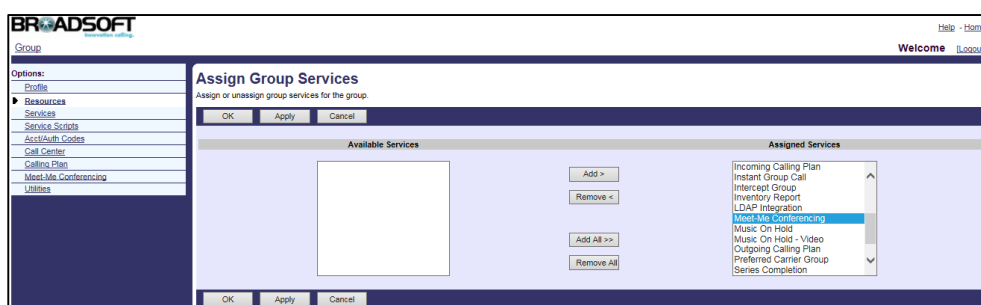 BROADSOFT
innovation calling.
Help - Hom
Group
Welcome [Logou
Options:
Profile
Resources
Services
Service Scripts
Acct/Auth Codes
Call Center
Calling Plan
Meet-Me Conferencing
Utilities
Assign Group Services
Assign or unassign group services for the group.
OK Apply Cancel
Available Services Assigned Services
Add >
Remove <
Add All >>
Remove All
Incoming Calling Plan
Instant Group Call
Intercept Group
Inventory Report
LDAP Integration
Meet-Me Conferencing
Music On Hold
Music On Hold - Video
Outgoing Calling Plan
Preferred Carrier Group
Series Completion
OK Apply Cancel